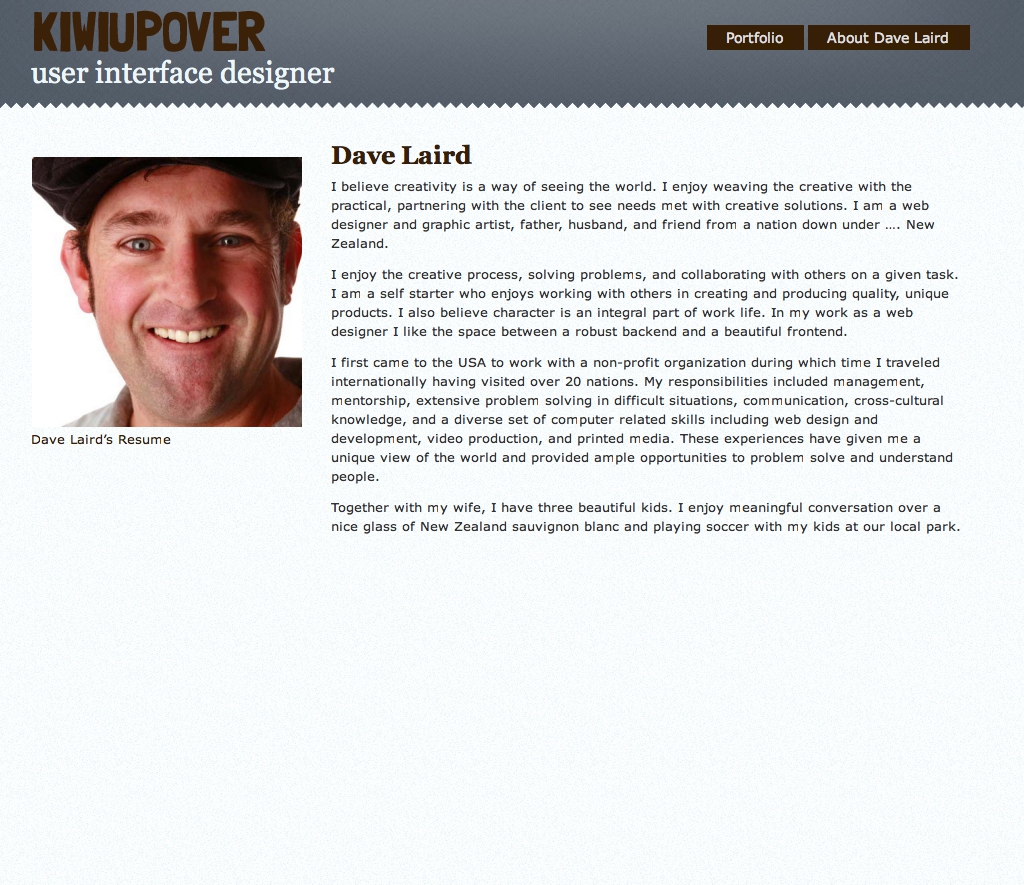 KIWIUPOVER
user interface designer
Portfolio
About Dave Laird
Dave Laird
I believe creativity is a way of seeing the world. I enjoy weaving the creative with the
practical, partnering with the client to see needs met with creative solutions. I am a web
designer and graphic artist, father, husband, and friend from a nation down under .... New
Zealand.
I enjoy the creative process, solving problems, and collaborating with others on a given task.
I am a self starter who enjoys working with others in creating and producing quality, unique
products. I also believe character is an integral part of work life. In my work as a web
designer I like the space between a robust backend and a beautiful frontend.
I first came to the USA to work with a non-profit organization during which time I traveled
internationally having visited over 20 nations. My responsibilities included management,
mentorship, extensive problem solving in difficult situations, communication, cross-cultural
knowledge, and a diverse set of computer related skills including web design and
development, video production, and printed media. These experiences have given me a
unique view of the world and provided ample opportunities to problem solve and understand
people.
Together with my wife, I have three beautiful kids. I enjoy meaningful conversation over a
nice glass of New Zealand sauvignon blanc and playing soccer with my kids at our local park.
Dave Laird's Resume